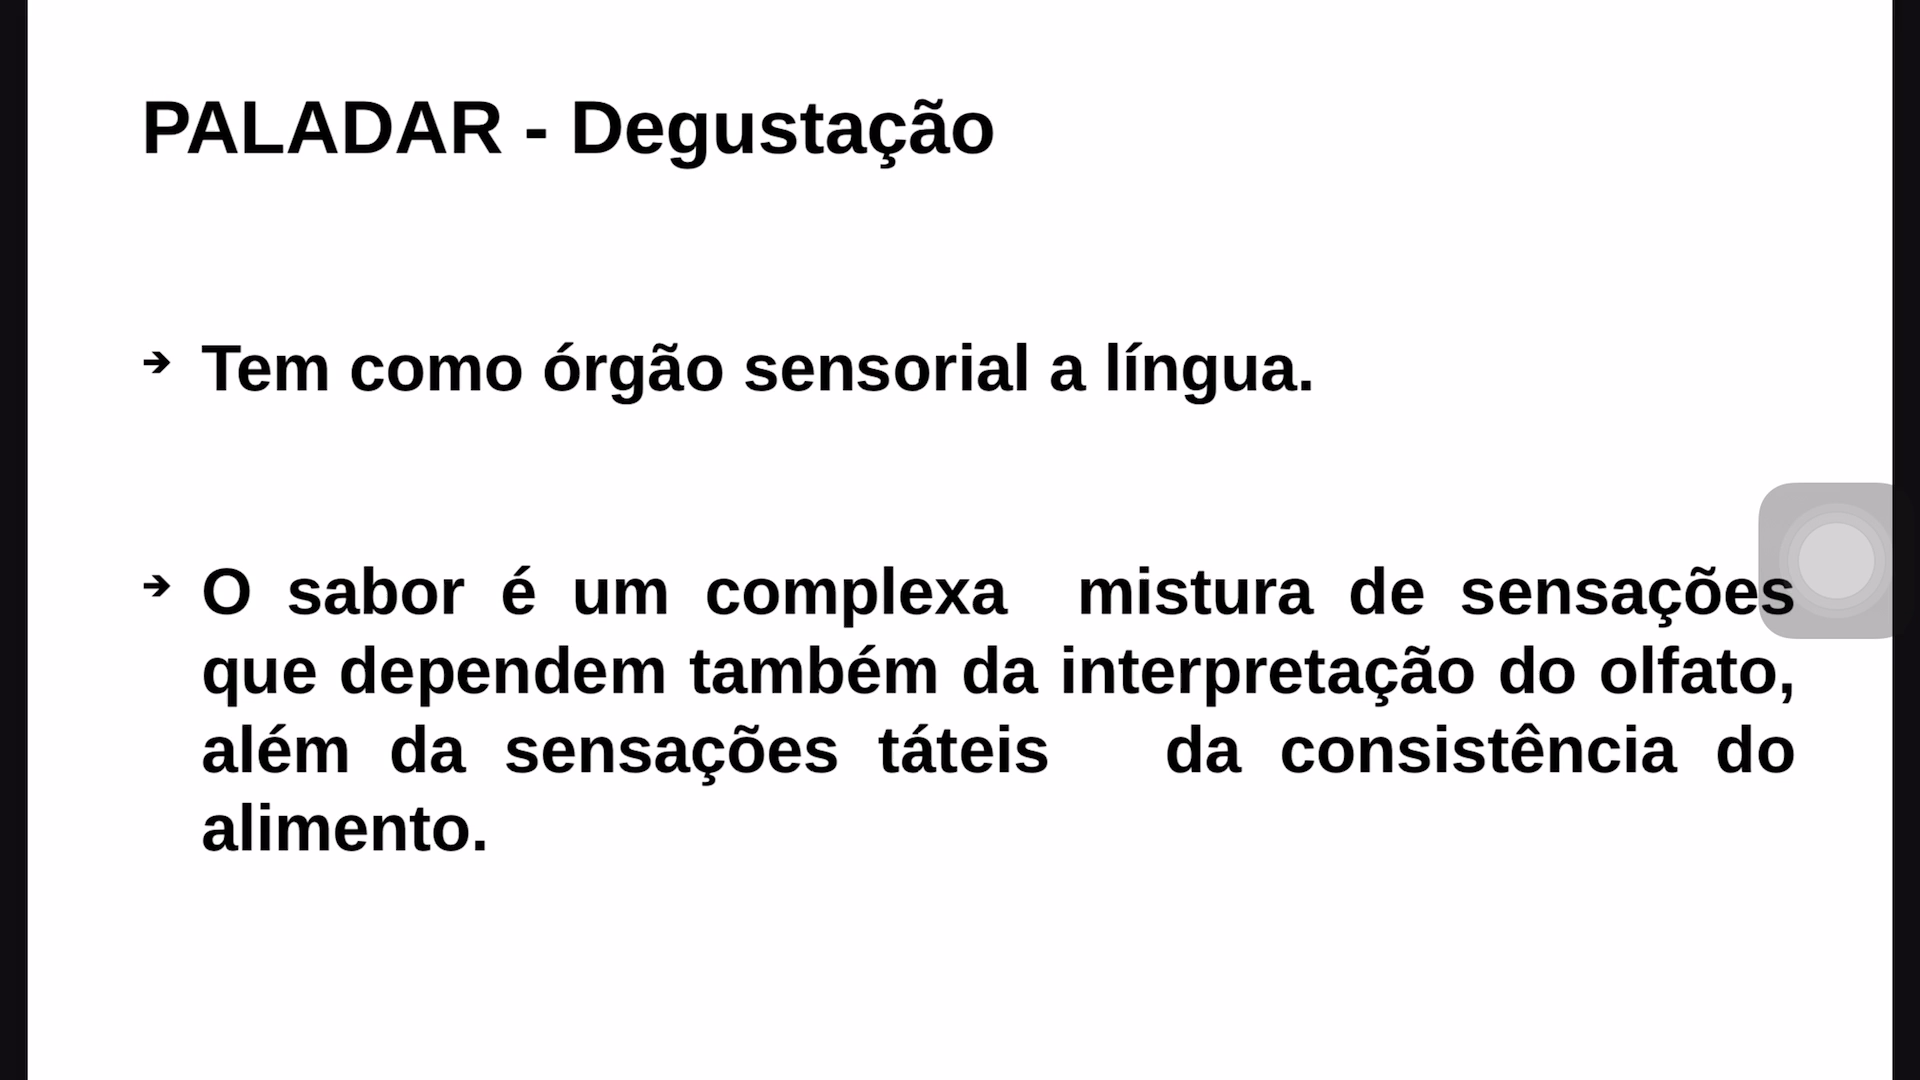 PALADAR - Degustação
➔ Tem como órgão sensorial a língua.
➔ O sabor é um complexa mistura de sensações
que dependem também da interpretação do olfato,
além da sensações táteis da consistência do
alimento.